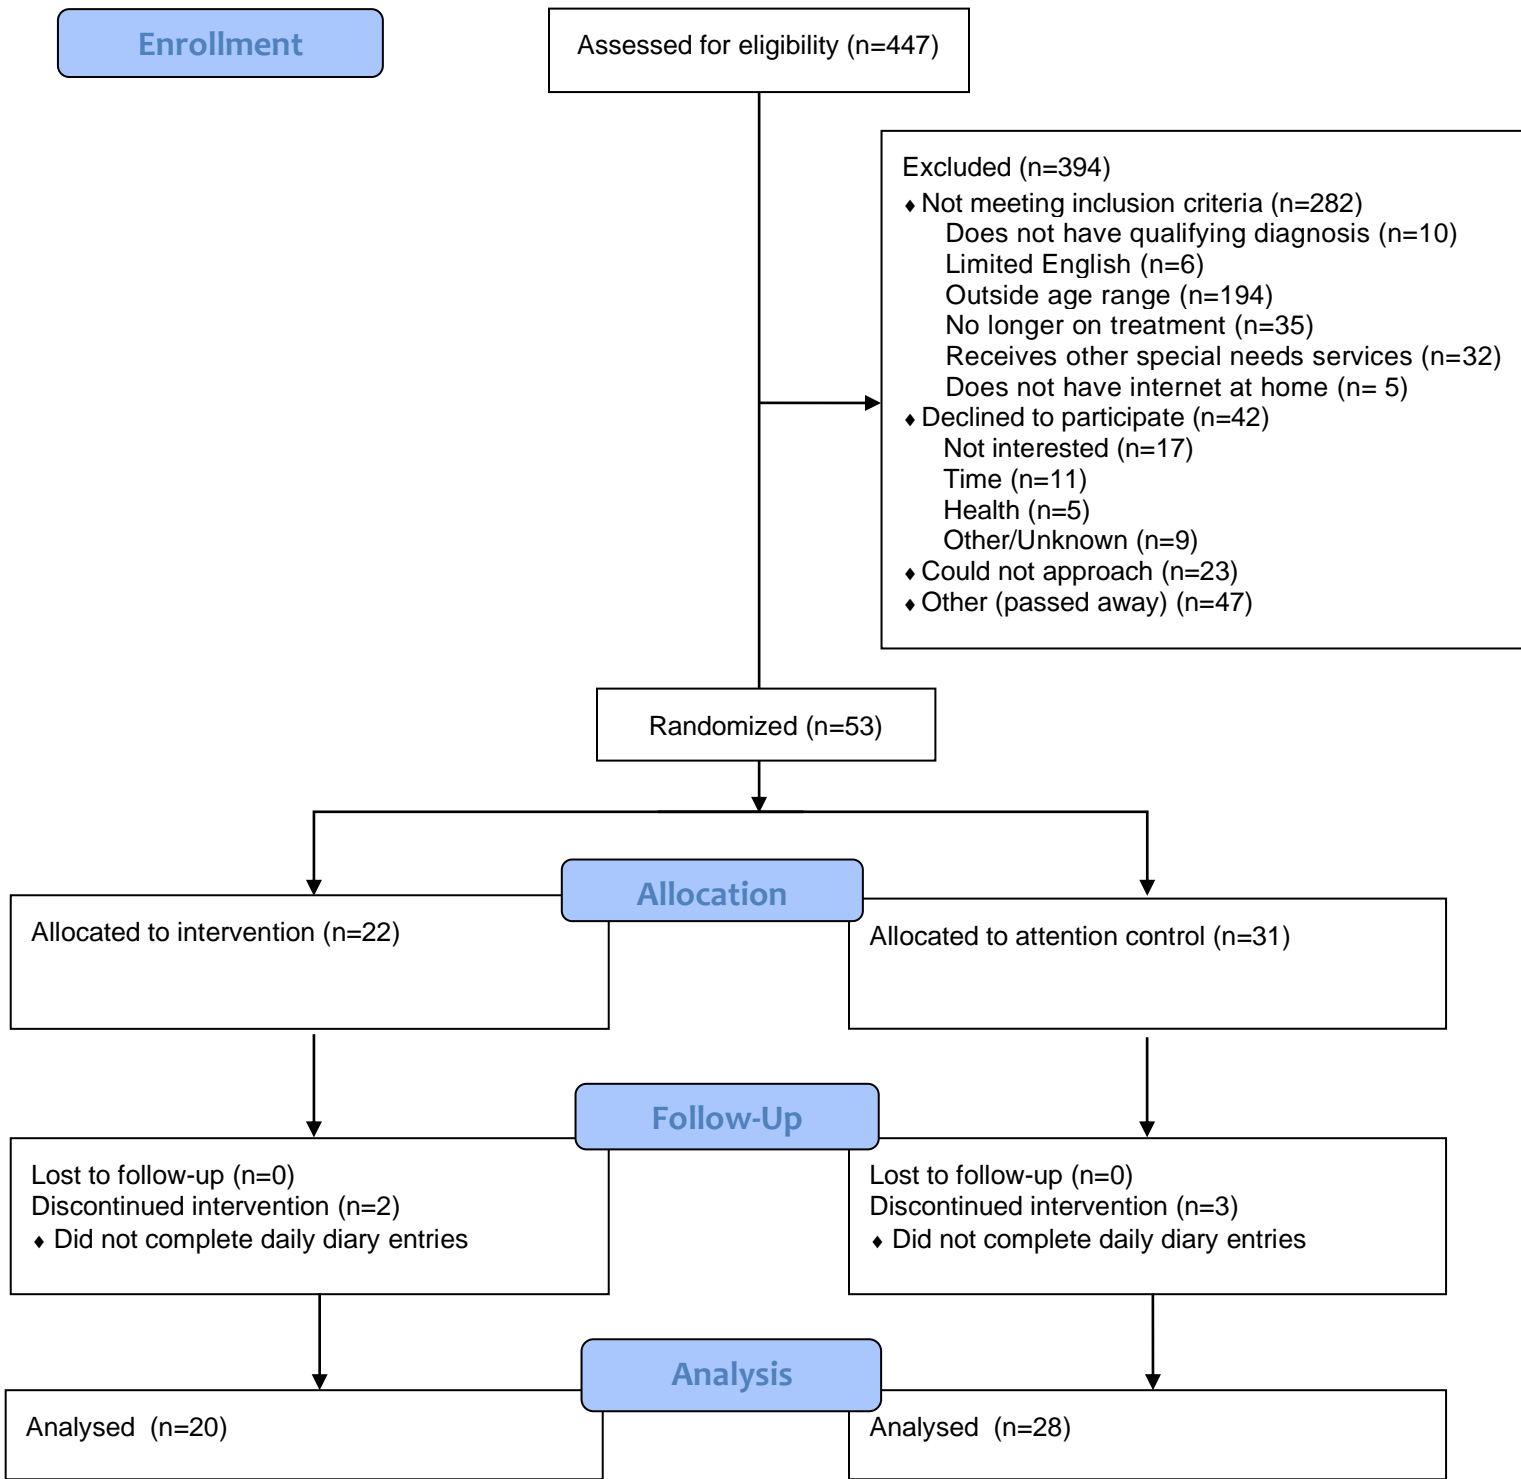 Enrollment
Assessed for eligibility (n=447)
Excluded (n=394)
♦ Not meeting inclusion criteria (n=282)
Does not have qualifying diagnosis (n=10)
Limited English (n=6)
Outside age range (n=194)
No longer on treatment (n=35)
Receives other special needs services (n=32)
Does not have internet at home (n= 5)
♦ Declined to participate (n=42)
Not interested (n=17)
Time (n=11)
Health (n=5)
Other/Unknown (n=9)
♦ Could not approach (n=23)
♦ Other (passed away) (n=47)
Randomized (n=53)
Allocation
Allocated to intervention (n=22)
Allocated to attention control (n=31)
Follow-Up
Lost to follow-up (n=0)
Discontinued intervention (n=2)
♦ Did not complete daily diary entries
Lost to follow-up (n=0)
Discontinued intervention (n=3)
♦ Did not complete daily diary entries
Analysis
Analysed (n=20)
Analysed (n=28)